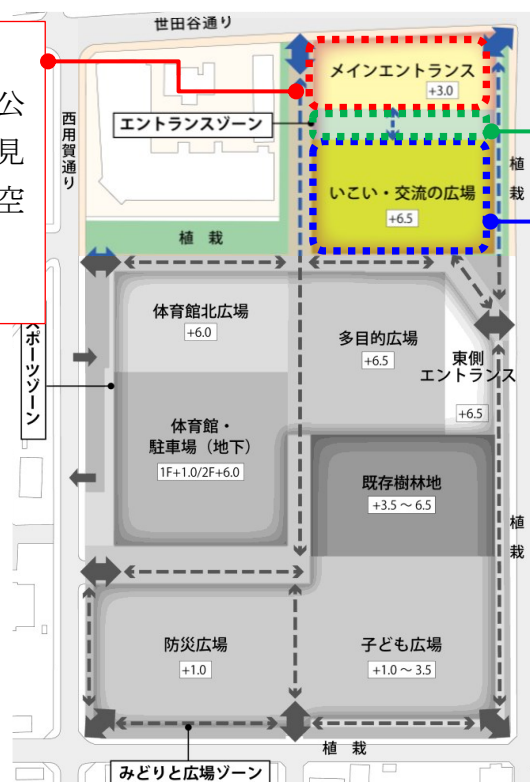 世田谷通り
公
見
空
西用賀通り
メインエントランス
+3.0
エントランスゾーン
植
栽
いこい・交流の広場
+6.5
植 栽
体育館北広場
+6.0
多目的広場
+6.5
東側
エントランス
+6.5
スポーツゾーン
体育館・
駐車場（地下）
1F+1.0/2F+6.0
既存樹林地
+3.5 ～ 6.5
植
栽
防災広場
+1.0
子ども広場
+1.0 ～ 3.5
植 栽
みどりと広場ゾーン